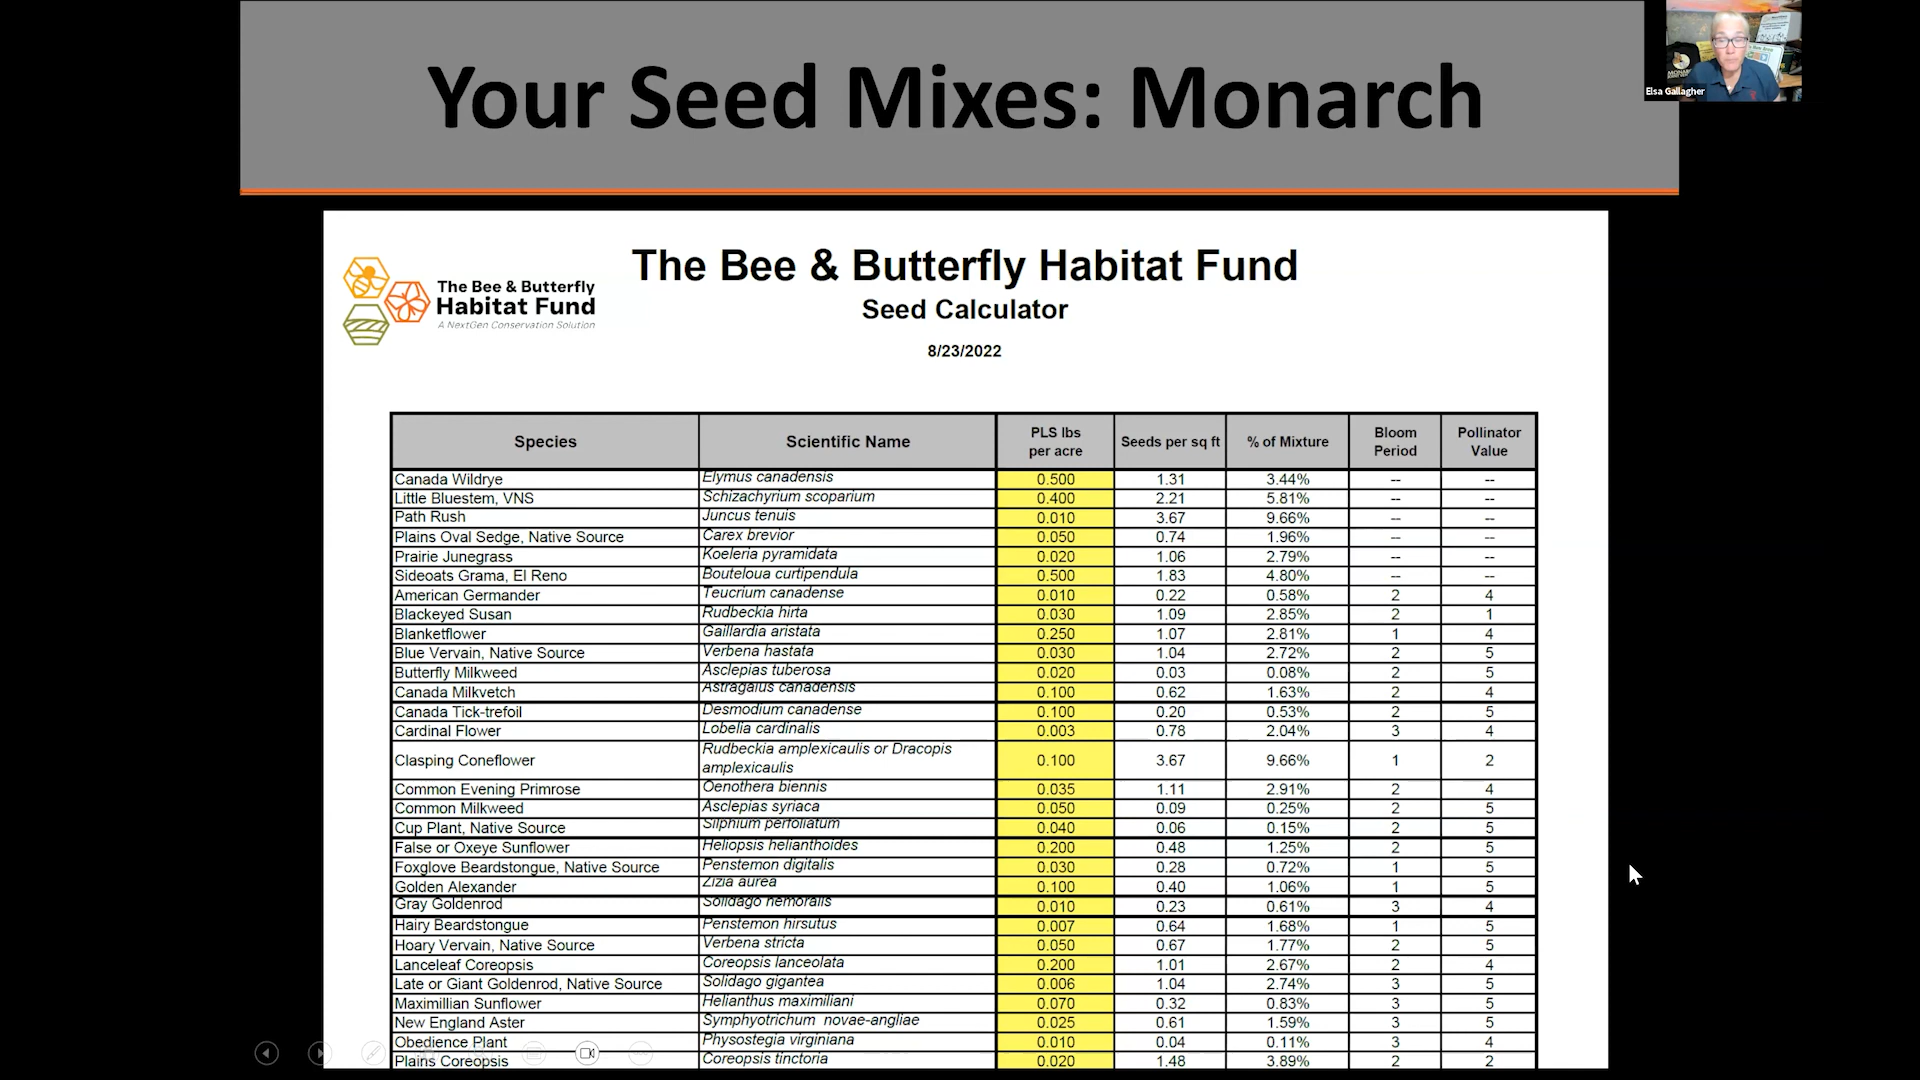 Your Seed Mixes: Monarch
Elsa Gallagher
The Bee & Butterfly
Habitat Fund
A NextGen Conservation Solution
The Bee & Butterfly Habitat Fund
Seed Calculator
8/23/2022
Species Scientific Name PLS lbs per acre Seeds per sq ft % of Mixture Bloom Period Pollinator Value
Canada Wildrye Elymus canadensis 0.500 1.31 3.44% -- --
Little Bluestem, VNS Schizachyrium scoparium 0.400 2.21 5.81% -- --
Path Rush Juncus tenuis 0.010 3.67 9.66% -- --
Plains Oval Sedge, Native Source Carex brevior 0.050 0.74 1.96% -- --
Prairie Junegrass Koeleria pyramidata 0.020 1.06 2.79% -- --
Sideoats Grama, El Reno Bouteloua curtipendula 0.500 1.83 4.80% -- --
American Germander Teucrium canadense 0.010 0.22 0.58% 2 4
Blackeyed Susan Rudbeckia hirta 0.030 1.09 2.85% 2 1
Blanketflower Gaillardia aristata 0.250 1.07 2.81% 1 4
Blue Vervain, Native Source Verbena hastata 0.030 1.04 2.72% 2 5
Butterfly Milkweed Asclepias tuberosa 0.020 0.03 0.08% 2 5
Canada Milkvetch Astragalus canadensis 0.100 0.62 1.63% 2 4
Canada Tick-trefoil Desmodium canadense 0.100 0.20 0.53% 2 5
Cardinal Flower Lobelia cardinalis 0.003 0.78 2.04% 3 4
Clasping Coneflower Rudbeckia amplexicaulis or Dracopis amplexicaulis 0.100 3.67 9.66% 1 2
Common Evening Primrose Oenothera biennis 0.035 1.11 2.91% 2 4
Common Milkweed Asclepias syriaca 0.050 0.09 0.25% 2 5
Cup Plant, Native Source Silphium perfoliatum 0.040 0.06 0.15% 2 5
False or Oxeye Sunflower Heliopsis helianthoides 0.200 0.48 1.25% 2 5
Foxglove Beardstongue, Native Source Penstemon digitalis 0.030 0.28 0.72% 1 5
Golden Alexander Zizia aurea 0.100 0.40 1.06% 1 5
Gray Goldenrod Solidago nemoralis 0.010 0.23 0.61% 3 4
Hairy Beardstongue Penstemon hirsutus 0.007 0.64 1.68% 1 5
Hoary Vervain, Native Source Verbena stricta 0.050 0.67 1.77% 2 5
Lanceleaf Coreopsis Coreopsis lanceolata 0.200 1.01 2.67% 2 4
Late or Giant Goldenrod, Native Source Solidago gigantea 0.006 1.04 2.74% 3 5
Maximillian Sunflower Helianthus maximiliani 0.070 0.32 0.83% 3 5
New England Aster Symphyotrichum novae-angliae 0.025 0.61 1.59% 3 5
Obedience Plant Physostegia virginiana 0.010 0.04 0.11% 3 4
Plains Coreopsis Coreopsis tinctoria 0.020 1.48 3.89% 2 2